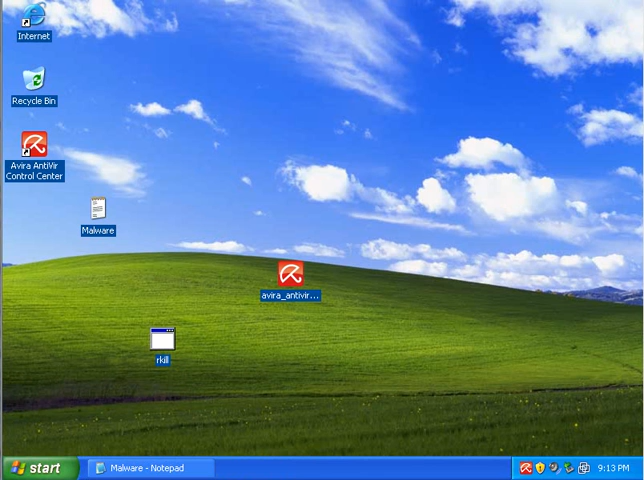 Internet
Recycle Bin
Avira AntiVir
Control Center
Malware
avira_antivir...
rkill
start
Malware - Notepad
9:13 PM